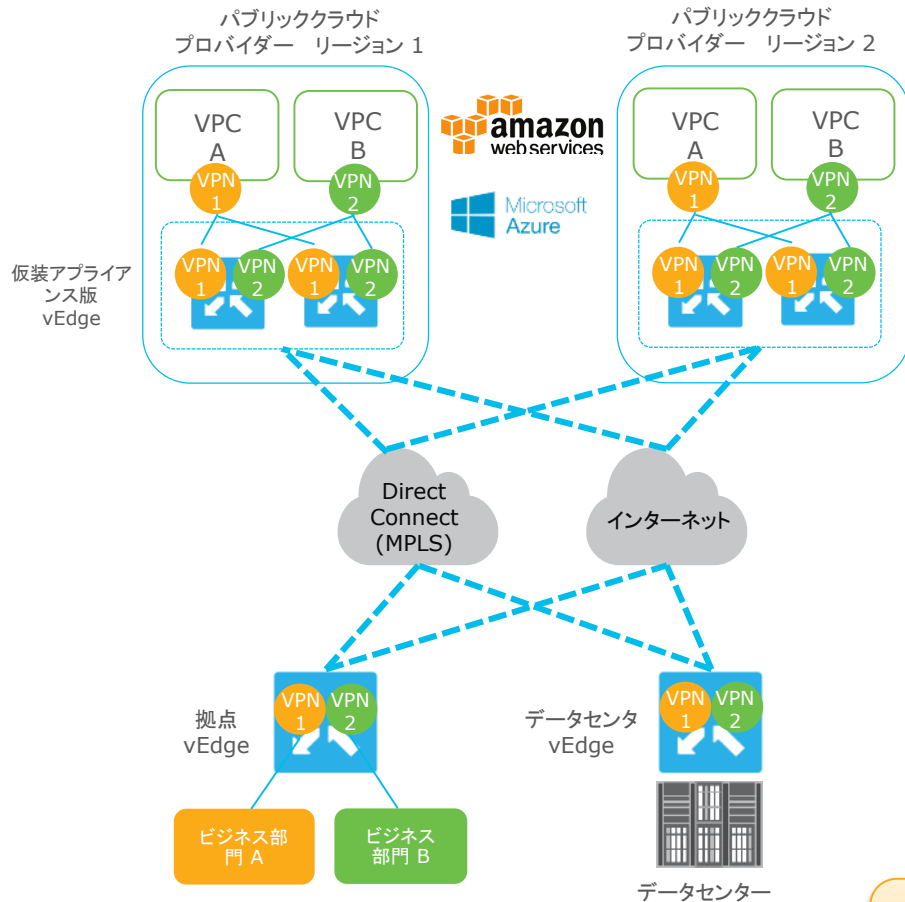 パブリッククラウド
プロバイダー　リージョン 1
パブリッククラウド
プロバイダー　リージョン 2
VPC
A
VPC
B
amazon
web services
Microsoft
Azure
VPC
A
VPC
B
VPN
1
VPN
2
VPN
1
VPN
2
仮装アプライア
ンス版
vEdge
VPN
1
VPN
2
VPN
1
VPN
2
VPN
1
VPN
2
VPN
1
VPN
2
Direct
Connect
(MPLS)
インターネット
拠点
vEdge
VPN
1
VPN
2
データセンタ
vEdge
VPN
1
VPN
2
ビジネス部
門 A
ビジネス
部門 B
データセンター